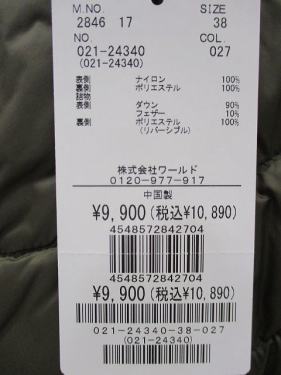 M.NO. SIZE
2846 17 38
NO. COL.
021-24340 027
(021-24340)
表側 ナイロン 100%
裏側 ポリエステル 100%
詰物
表側 ダウン 90%
フェザー 10%
裏側 ポリエステル 100%
(リバーシブル)
株式会社ワールド
0120-977-917
中国製
¥9,900(税込¥10,890)
4548572842704
4548572842704
¥9,900(税込¥10,890)
021-24340-38-027
(021-24340)